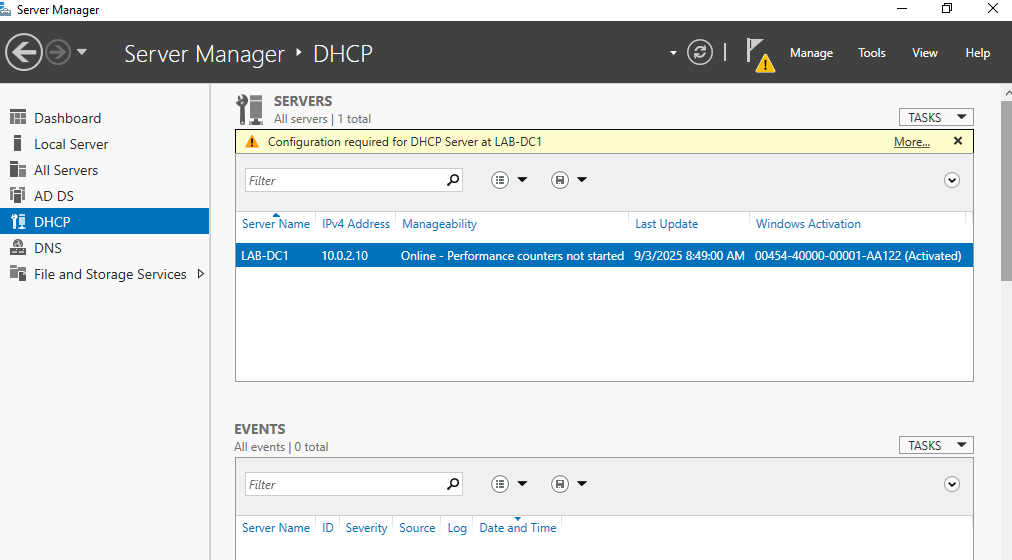 Server Manager
Server Manager ‣ DHCP
Manage Tools View Help
Dashboard
Local Server
All Servers
AD DS
DHCP
DNS
File and Storage Services
SERVERS
All servers | 1 total
TASKS
Configuration required for DHCP Server at LAB-DC1 More...
Filter
Server Name IPv4 Address Manageability Last Update Windows Activation
LAB-DC1 10.0.2.10 Online - Performance counters not started 9/3/2025 8:49:00 AM 00454-40000-00001-AA122 (Activated)
EVENTS
All events | 0 total
TASKS
Filter
Server Name ID Severity Source Log Date and Time